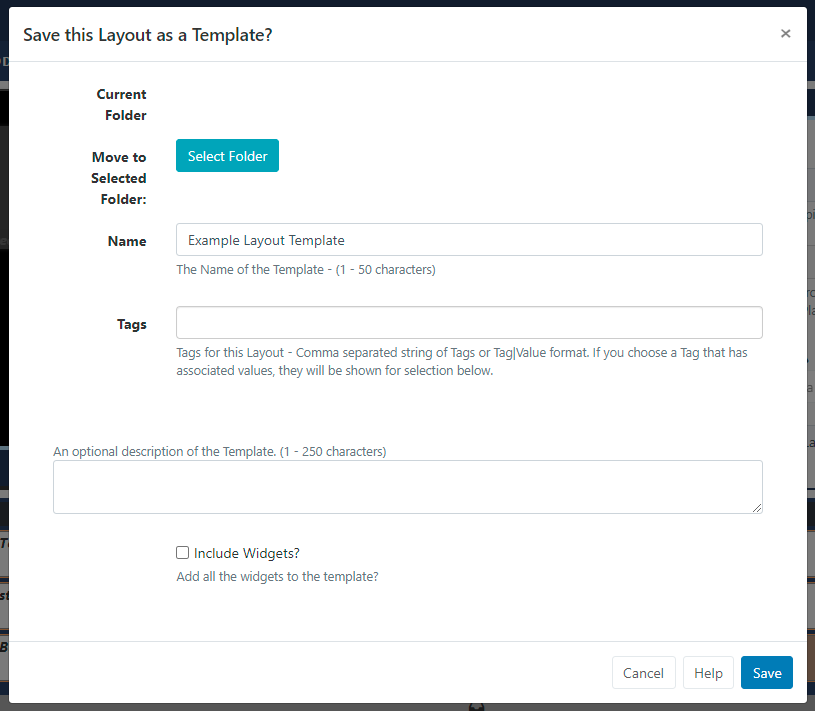 Save this Layout as a Template?
×
Current
Folder
Move to
Selected
Folder:
Select Folder
Name
Example Layout Template
The Name of the Template - (1 - 50 characters)
Tags
Tags for this Layout - Comma separated string of Tags or Tag|Value format. If you choose a Tag that has
associated values, they will be shown for selection below.
An optional description of the Template. (1 - 250 characters)
Include Widgets?
Add all the widgets to the template?
Cancel
Help
Save